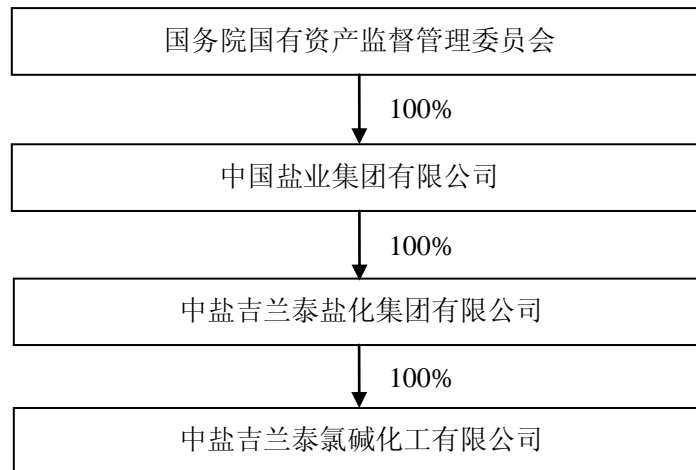 国务院国有资产监督管理委员会
100%
中国盐业集团有限公司
100%
中盐吉兰泰盐化集团有限公司
100%
中盐吉兰泰氯碱化工有限公司